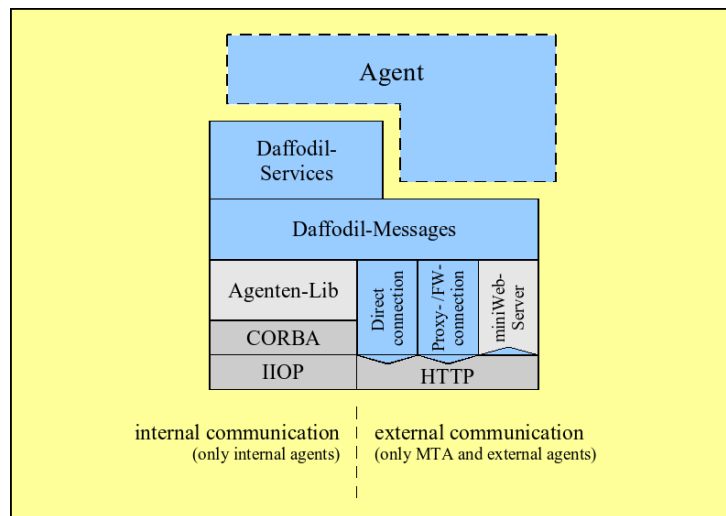 Agent
Daffodil-
Services
Daffodil-Messages
Agenten-Lib
CORBA
IIOP
Direct
connection
Proxy- /FW-
connection
miniWeb-
Server
HTTP
internal communication
(only internal agents)
external communication
(only MTA and external agents)